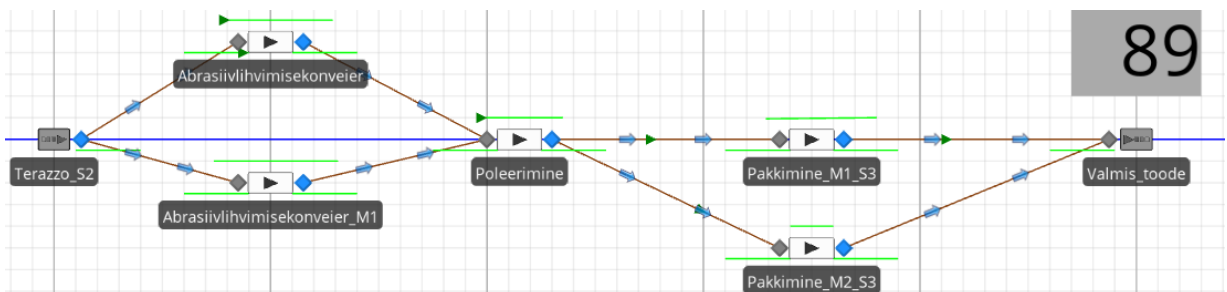 89
Abrasiivlihvimisekonveier
Terazzo_S2
Poleerimine
Pakkimine_M1_S3
Valmis_toode
Abrasiivlihvimisekonveier_M1
Pakkimine_M2_S3